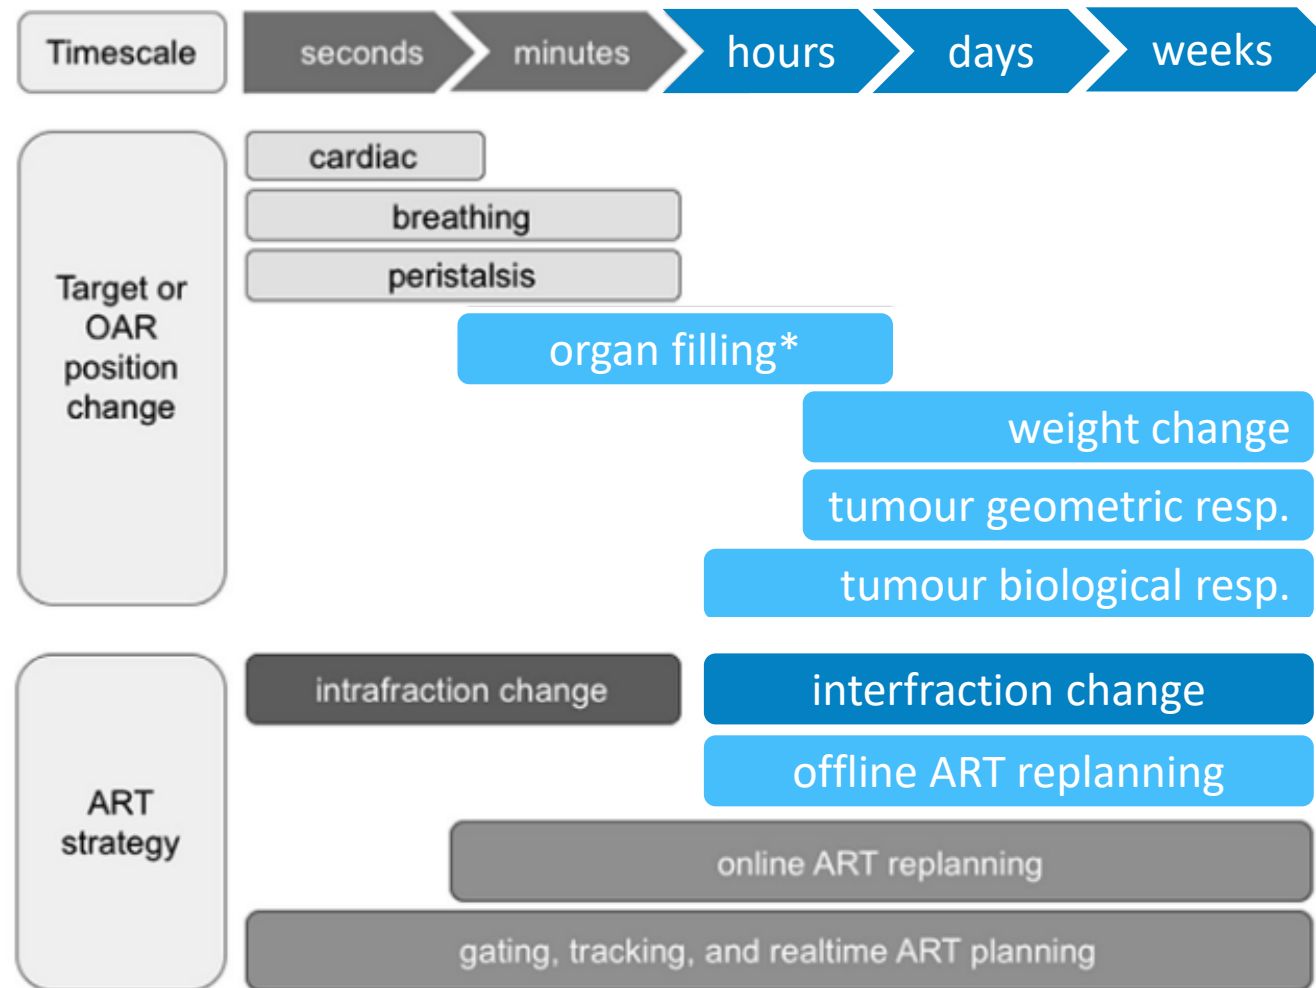 Timescale
seconds
minutes
hours
days
weeks
Target or
OAR
position
change
cardiac
breathing
peristalsis
organ filling*
weight change
tumour geometric resp.
tumour biological resp.
ART
strategy
intrafraction change
interfraction change
offline ART replanning
online ART replanning
gating, tracking, and realtime ART planning